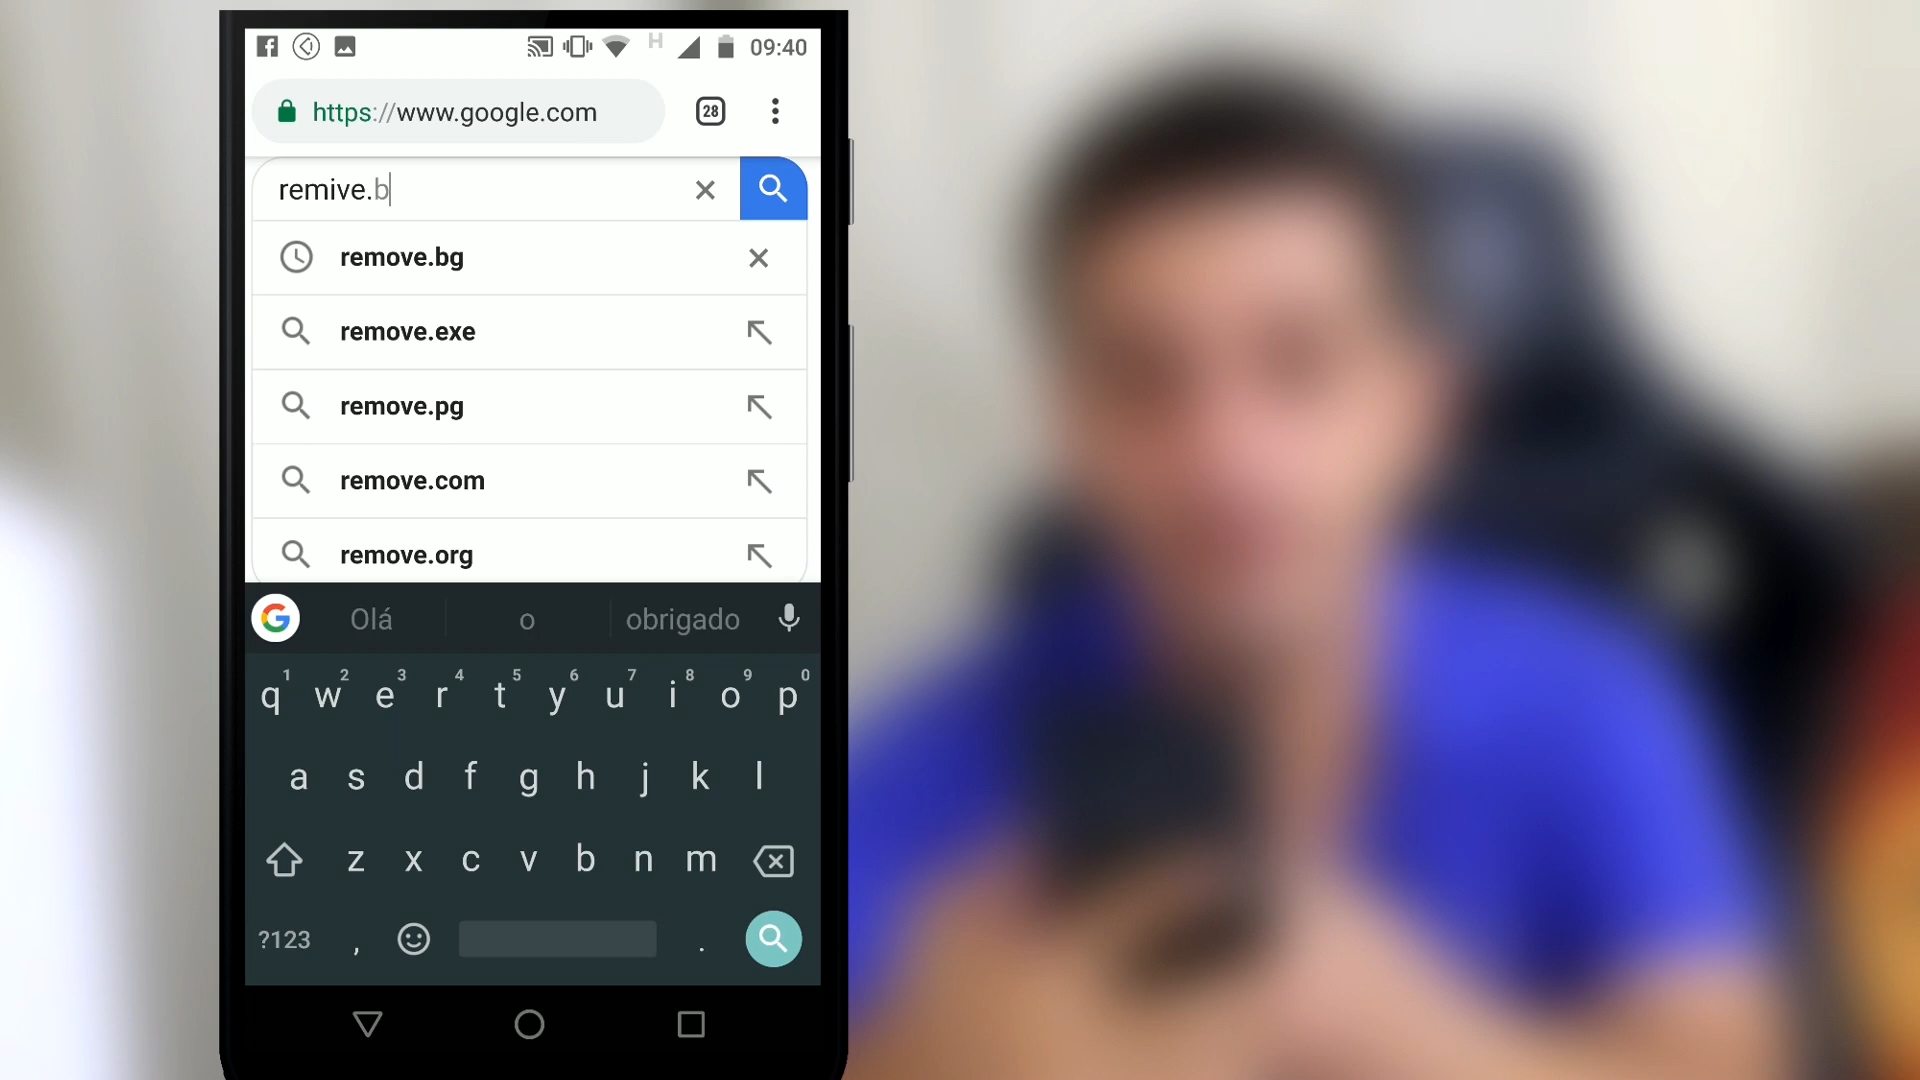 H 09:40
https://www.google.com 28
remive.b
remove.bg
remove.exe
remove.pg
remove.com
remove.org
G Olá o obrigado
1 2 3 4 5 6 7 8 9 0
q w e r t y u i o p
a s d f g h j k l
z x c v b n m
?123 , .